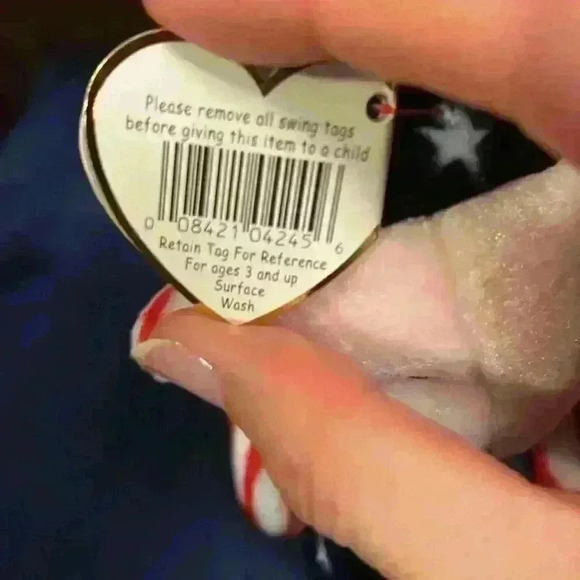 Please remove all swing tags
before giving this item to a child
0 08421 04245 6
Retain Tag For Reference
For ages 3 and up
Surface
Wash